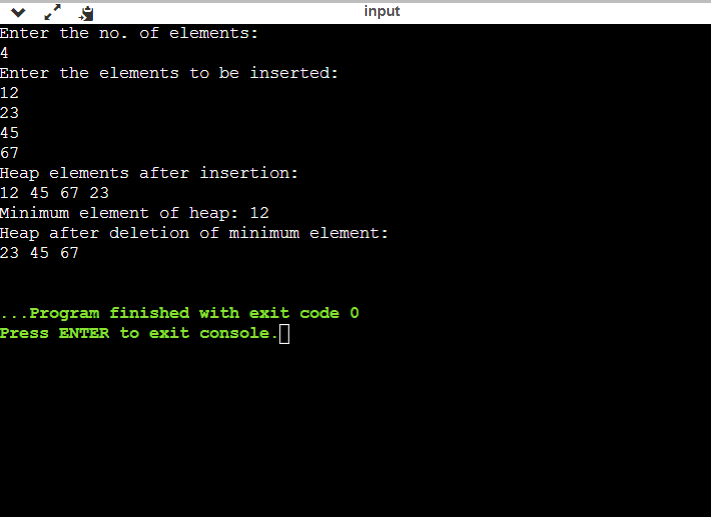 input
Enter the no. of elements:
4
Enter the elements to be inserted:
12
23
45
67
Heap elements after insertion:
12 45 67 23
Minimum element of heap: 12
Heap after deletion of minimum element:
23 45 67
...Program finished with exit code 0
Press ENTER to exit console.